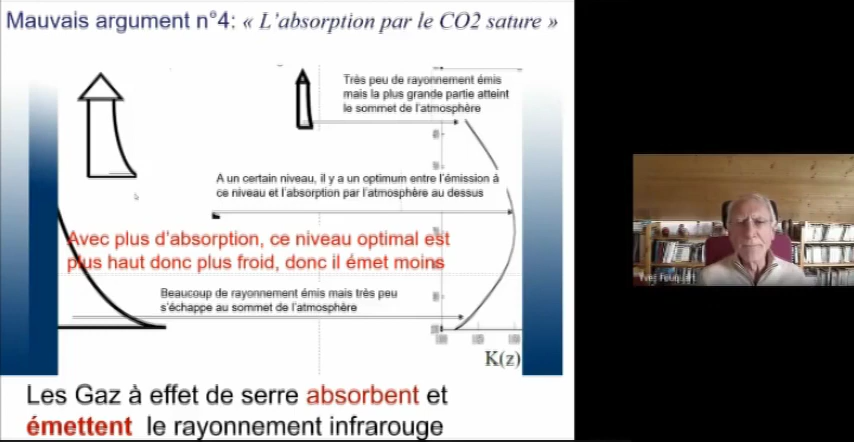 Mauvais argument n°4: « L'absorption par le CO2 sature »
Très peu de rayonnement émis
mais la plus grande partie atteint
le sommet de l'atmosphère
A un certain niveau, il y a un optimum entre l'émission à
ce niveau et l'absorption par l'atmosphère au dessus
Avec plus d'absorption, ce niveau optimal est
plus haut donc plus froid, donc il émet moins
Beaucoup de rayonnement émis mais très peu
s'échappe au sommet de l'atmosphère
K(z)
Les Gaz à effet de serre absorbent et
émettent le rayonnement infrarouge
Yves Fouquart